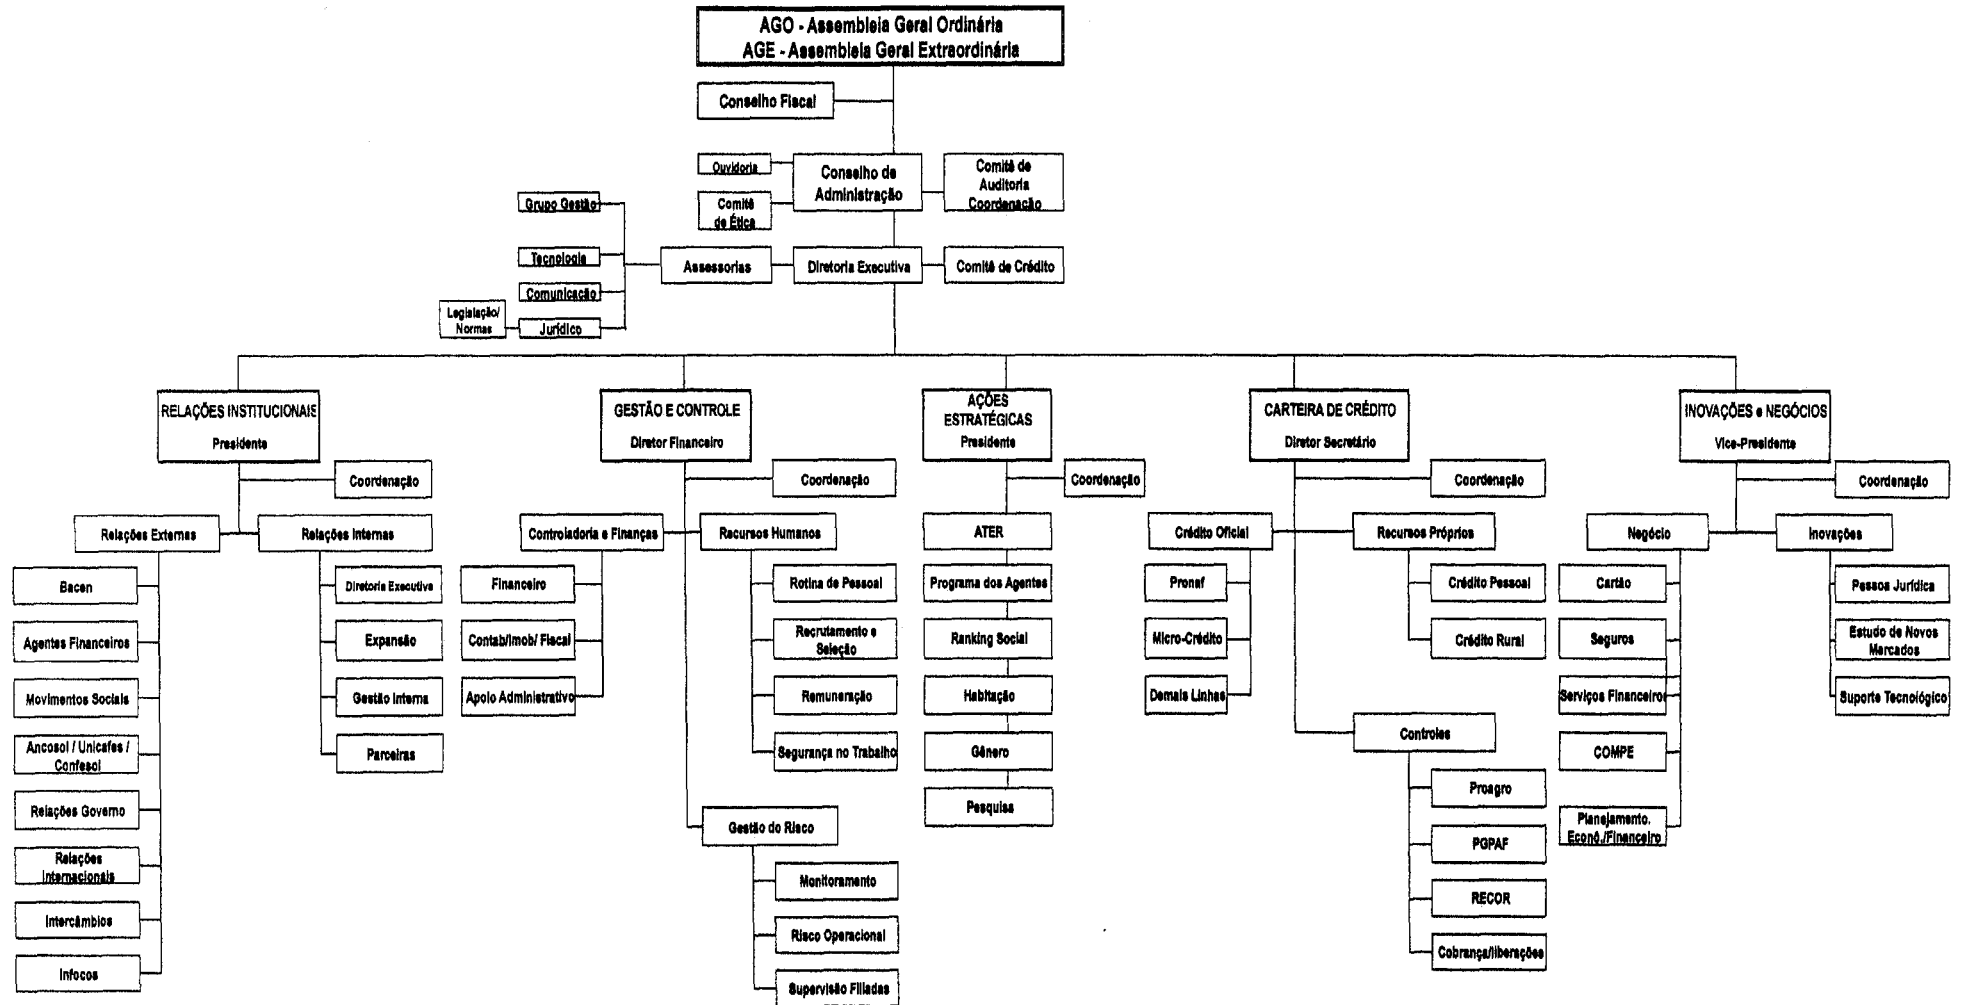 AGO - Assembleia Geral Ordinária
AGE - Assembleia Geral Extraordinária
Conselho Fiscal
Ouvidoria
Conselho de
Administração
Comitê de
Auditoria
Coordenação
Comitê
de Ética
Grupo Gestão
Tecnologia
Comunicação
Legislação/
Normas
Jurídico
Assessorias
Diretoria Executiva
Comitê de Crédito
RELAÇÕES INSTITUCIONAIS
Presidente
Coordenação
Relações Externas
Relações Internas
Bacen
Agentes Financeiros
Movimentos Sociais
Ancosol / Unicafes /
Confesol
Relações Governo
Relações
Internacionais
Intercâmbios
Infocos
Diretoria Executiva
Expansão
Gestão Interna
Parceiras
GESTÃO E CONTROLE
Diretor Financeiro
Coordenação
Controladoria e Finanças
Recursos Humanos
Financeiro
Contab/Imob/ Fiscal
Apoio Administrativo
Rotina de Pessoal
Recrutamento e
Seleção
Remuneração
Segurança no Trabalho
Gestão do Risco
Monitoramento
Risco Operacional
Supervisão Filiadas
AÇÕES
ESTRATÉGICAS
Presidente
Coordenação
ATER
Programa dos Agentes
Ranking Social
Habitação
Gênero
Pesquisa
CARTEIRA DE CRÉDITO
Diretor Secretário
Coordenação
Crédito Oficial
Recursos Próprios
Pronaf
Micro-Crédito
Demais Linhas
Crédito Pessoal
Crédito Rural
Controles
Proagro
PGPAF
RECOR
Cobrança/liberações
INOVAÇÕES e NEGÓCIOS
Vice-Presidente
Coordenação
Negócio
Inovações
Cartão
Seguros
Serviços Financeiros
COMPE
Planejamento.
Econô./Financeiro
Pessoa Jurídica
Estudo de Novos
Mercados
Suporte Tecnológico